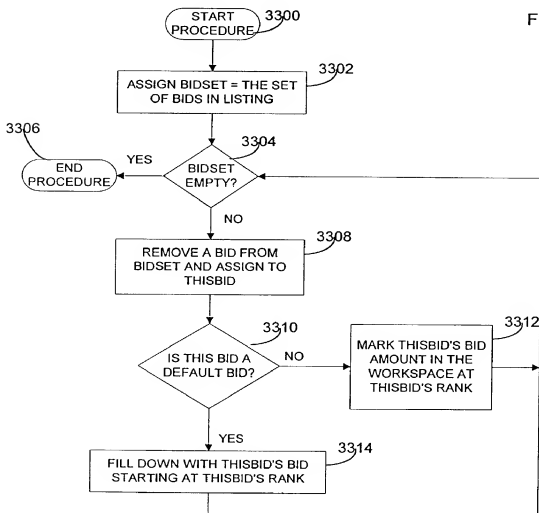 START
PROCEDURE
3300
F
ASSIGN BIDSET = THE SET
OF BIDS IN LISTING
3302
3306
END
PROCEDURE
YES
BIDSET
EMPTY?
3304
NO
REMOVE A BID FROM
BIDSET AND ASSIGN TO
THISBID
3308
IS THIS BID A
DEFAULT BID?
3310
NO
MARK THISBID'S BID
AMOUNT IN THE
WORKSPACE AT
THISBID'S RANK
3312
YES
FILL DOWN WITH THISBID'S BID
STARTING AT THISBID'S RANK
3314